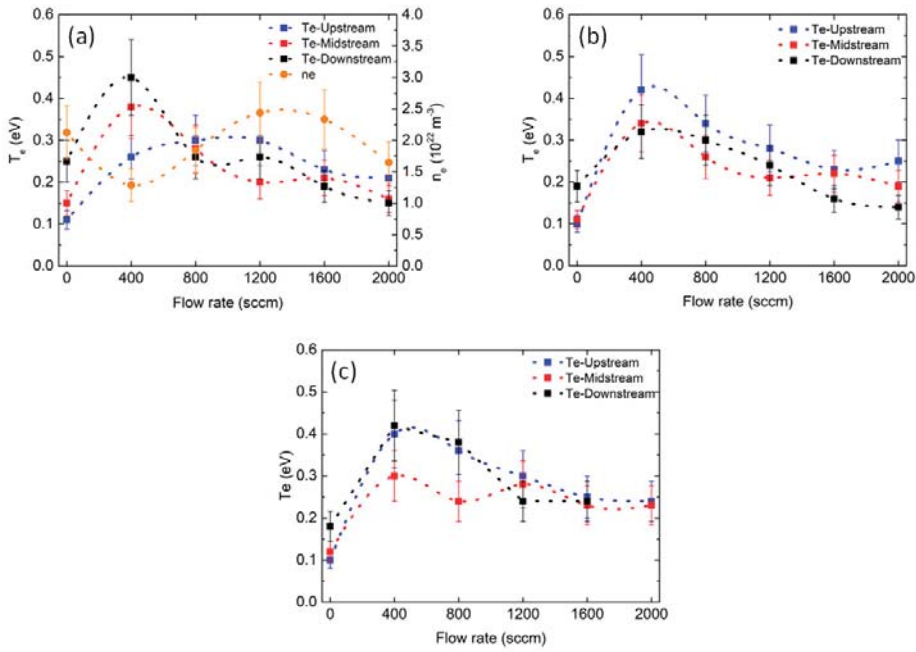 (a)
Te-Upstream
Te-Midstream
Te-Downstream
ne
0.6
0.5
0.4
0.3
0.2
0.1
0.0
Te (eV)
4.0
3.5
3.0
2.5
2.0
1.5
1.0
0.5
0.0
ne (10^22 m^-3)
0 400 800 1200 1600 2000
Flow rate (sccm)
(b)
Te-Upstream
Te-Midstream
Te-Downstream
0.6
0.5
0.4
0.3
0.2
0.1
0.0
Te (eV)
0 400 800 1200 1600 2000
Flow rate (sccm)
(c)
Te-Upstream
Te-Midstream
Te-Downstream
0.6
0.5
0.4
0.3
0.2
0.1
0.0
Te (eV)
0 400 800 1200 1600 2000
Flow rate (sccm)